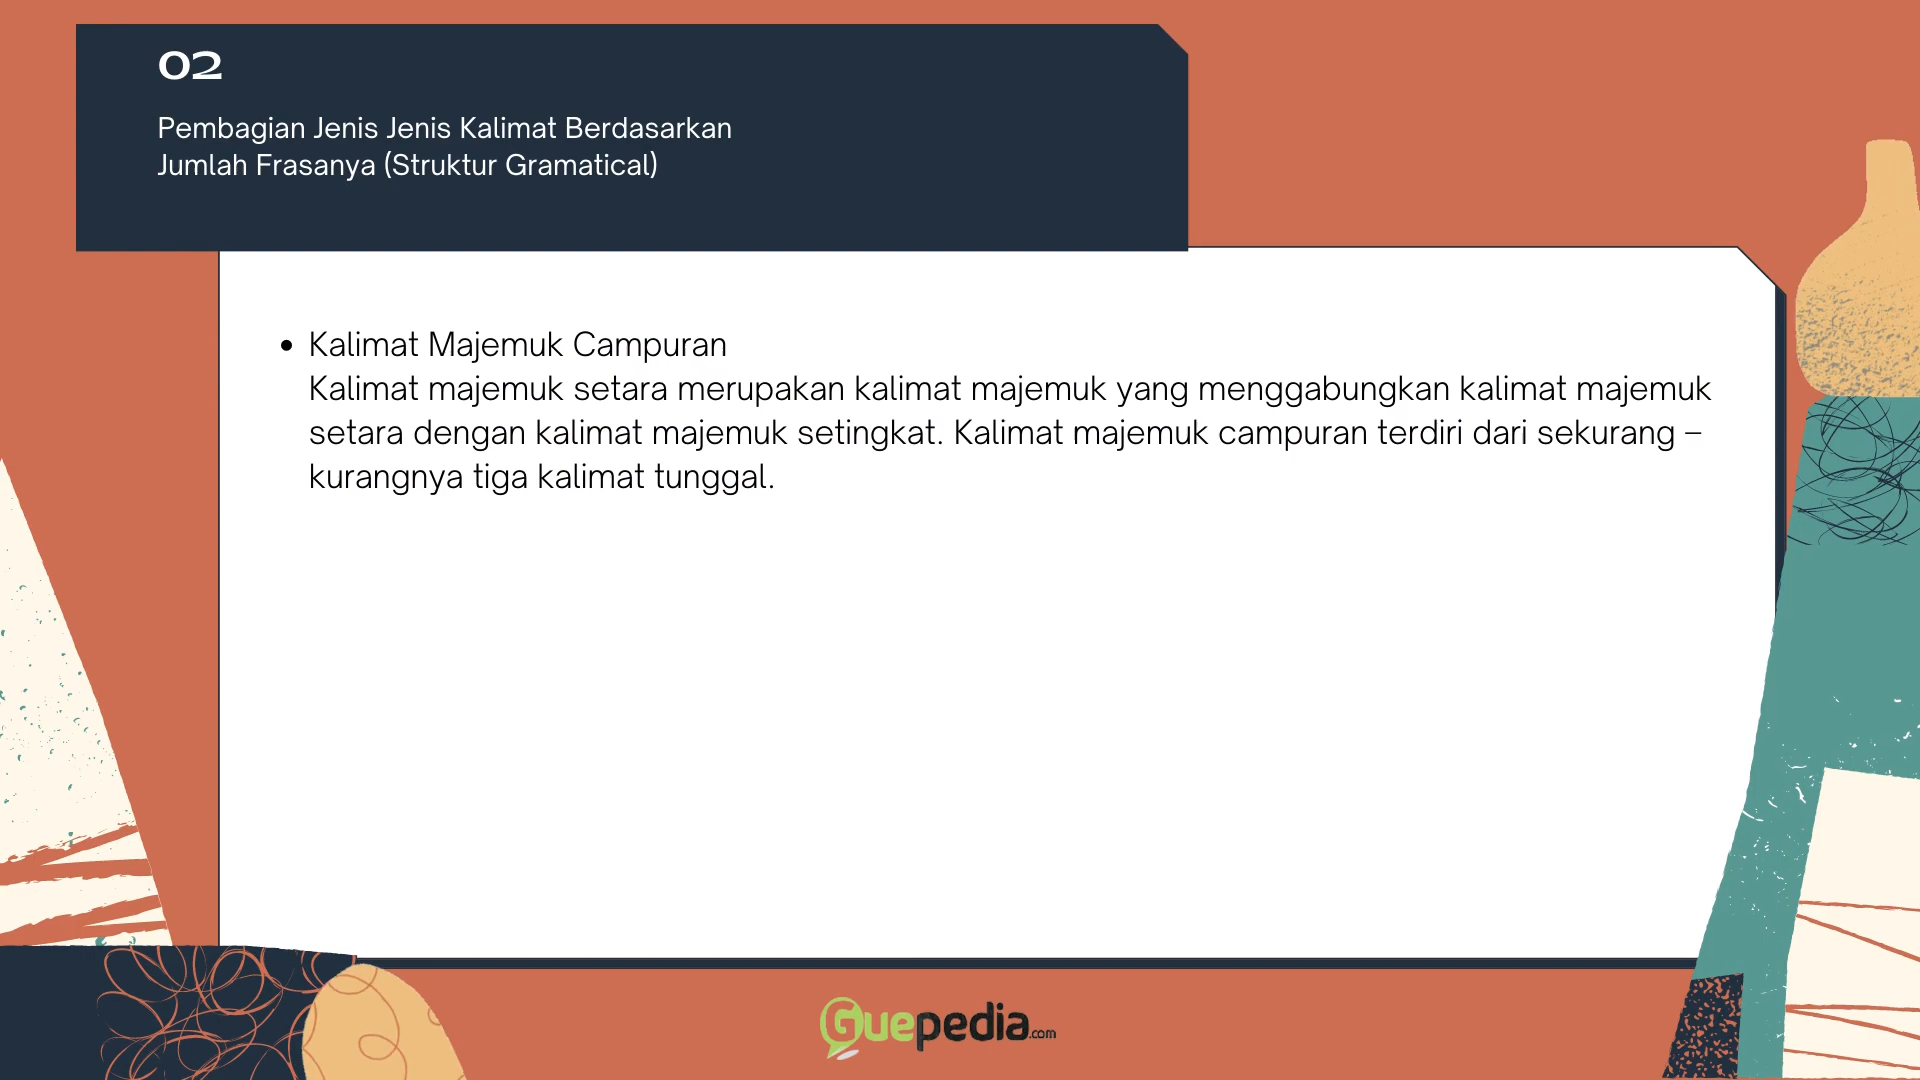 02
Pembagian Jenis Jenis Kalimat Berdasarkan
Jumlah Frasanya (Struktur Gramatical)
• Kalimat Majemuk Campuran
Kalimat majemuk setara merupakan kalimat majemuk yang menggabungkan kalimat majemuk
setara dengan kalimat majemuk setingkat. Kalimat majemuk campuran terdiri dari sekurang –
kurangnya tiga kalimat tunggal.
Guepedia.com